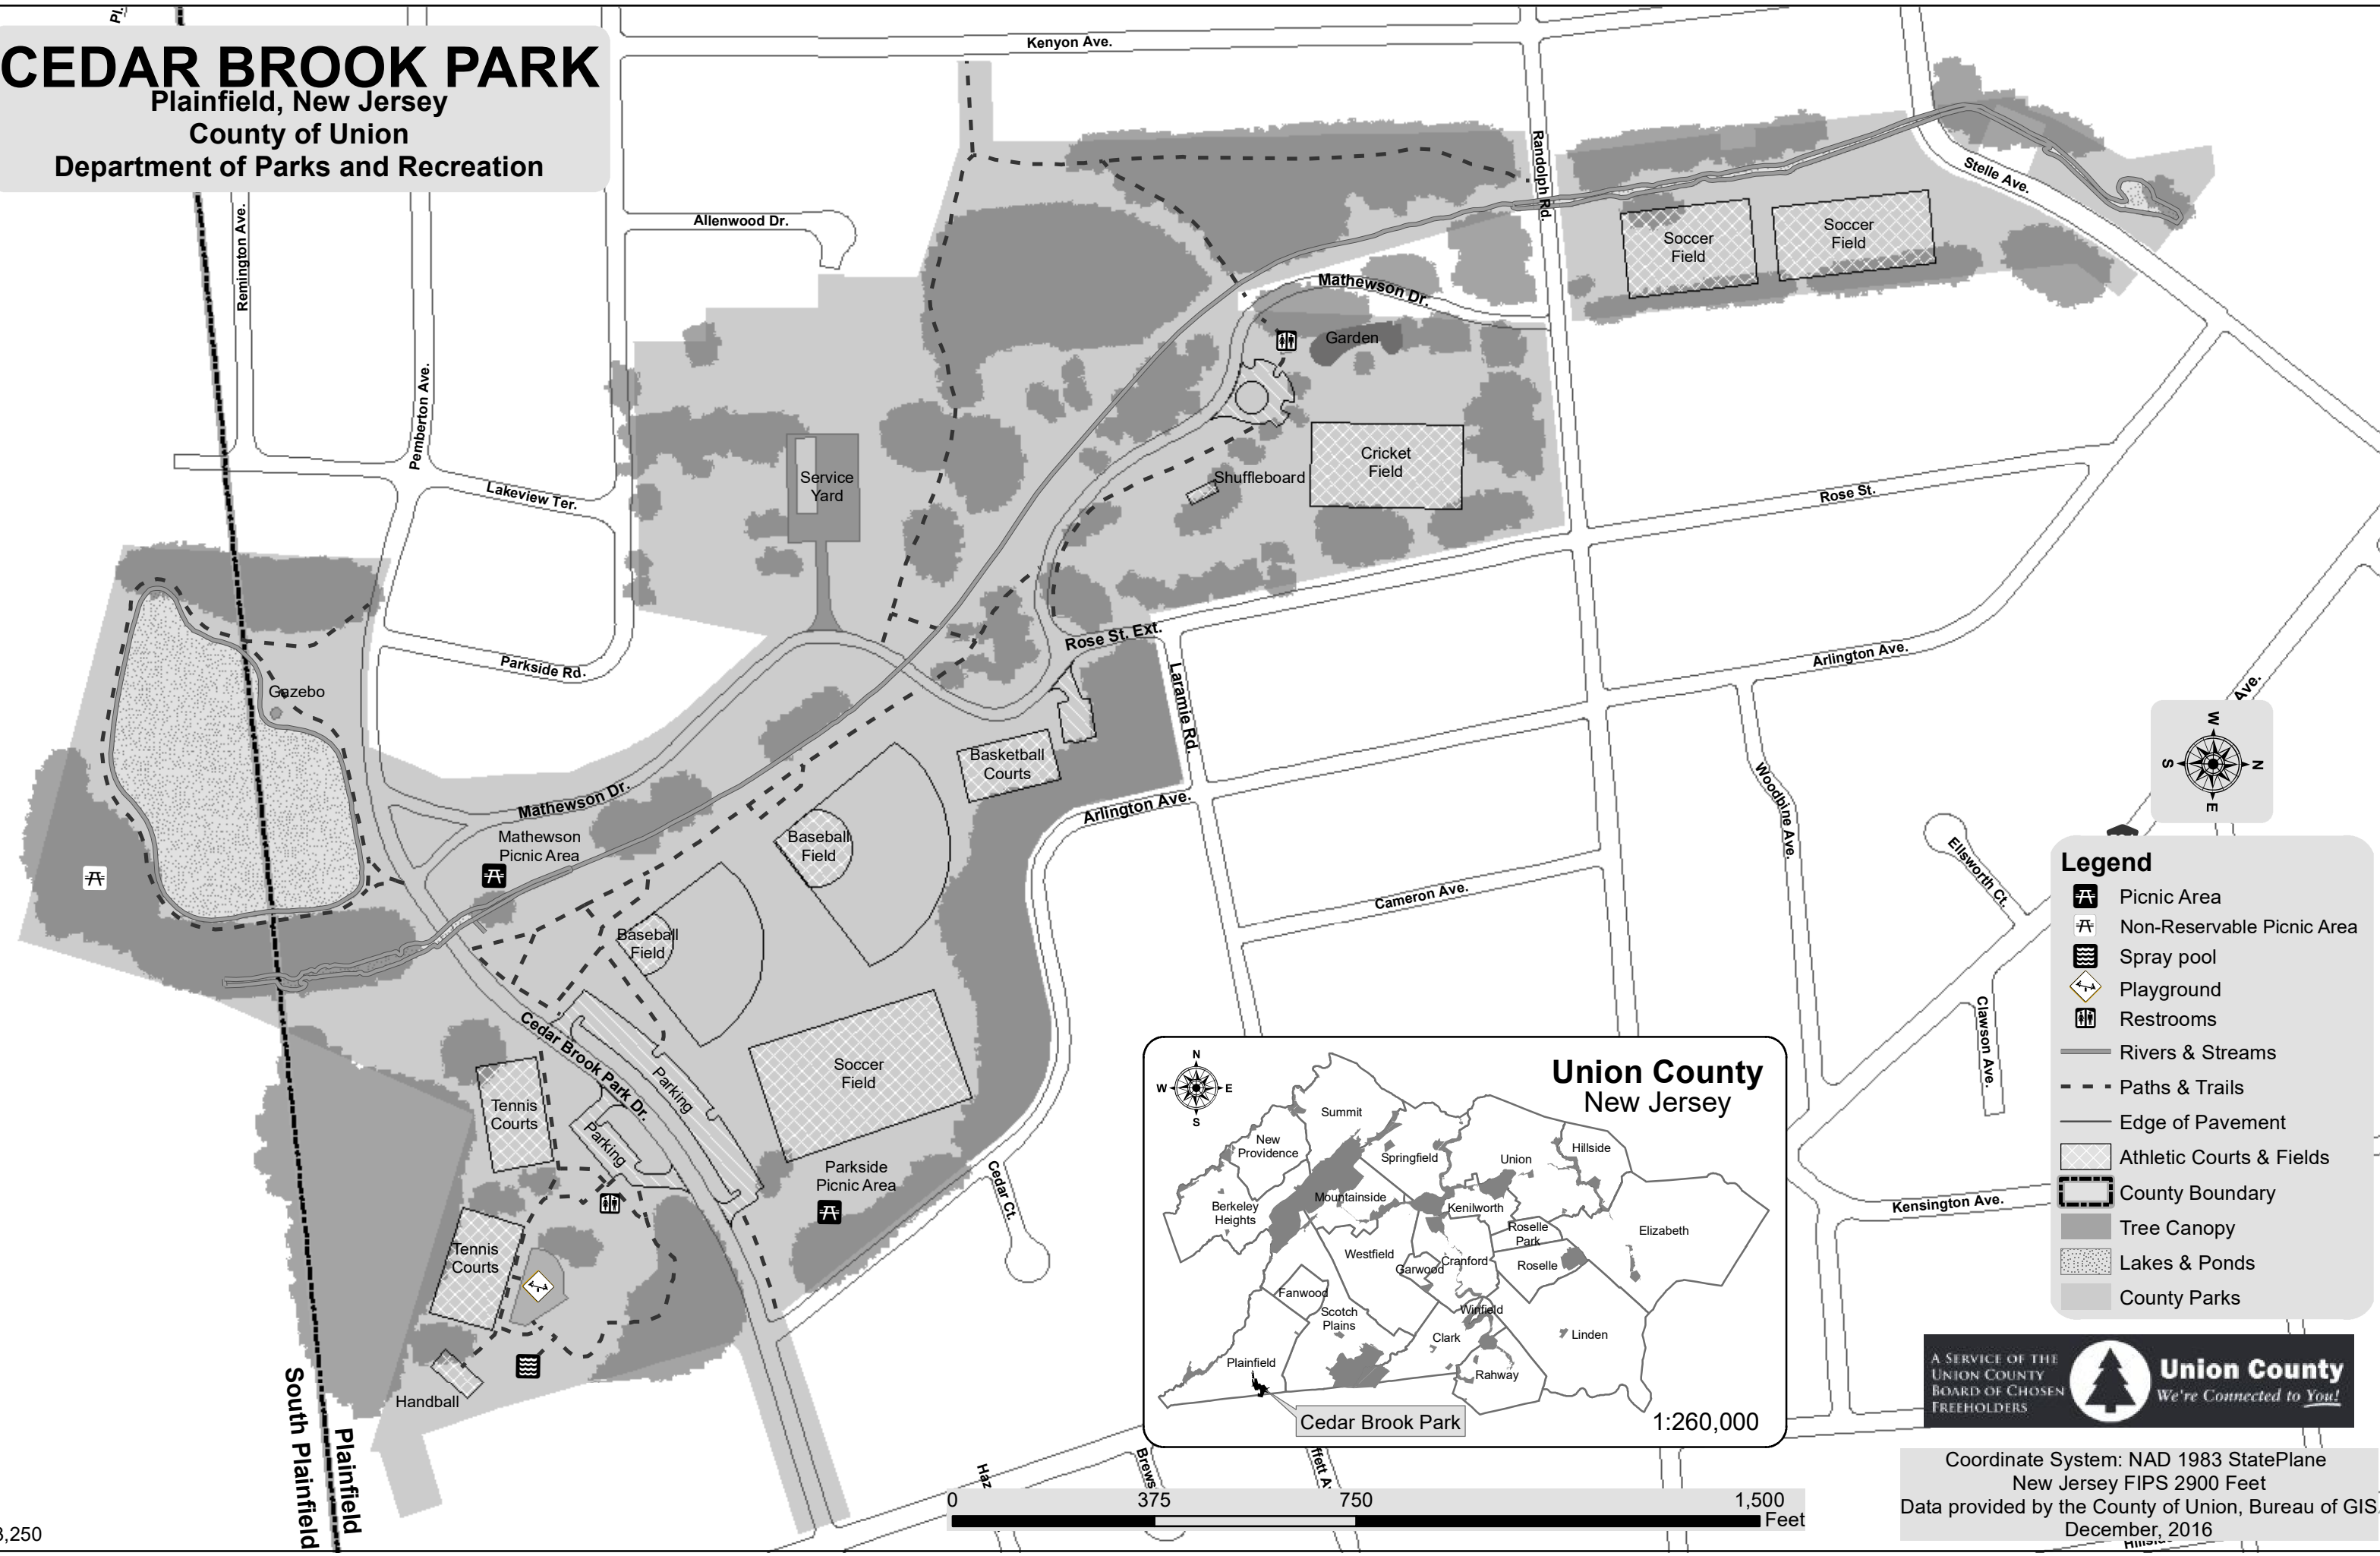 Pl.
CEDAR BROOK PARK
Plainfield, New Jersey
County of Union
Department of Parks and Recreation
Kenyon Ave.
Randolph Rd.
Stelle Ave.
Allenwood Dr.
Remington Ave.
Pemberton Ave.
Lakeview Ter.
Parkside Rd.
Mathewson Dr.
Garden
Soccer
Field
Soccer
Field
Cricket
Field
Shuffleboard
Service
Yard
Rose St.
Rose St. Ext.
Laramie Rd.
Arlington Ave.
Arlington Ave.
Woodbine Ave.
Cameron Ave.
Ellsworth Ct.
Clawson Ave.
Kensington Ave.
Ave.
Gazebo
Mathewson Dr.
Mathewson
Picnic Area
Basketball
Courts
Baseball
Field
Baseball
Field
Soccer
Field
Cedar Brook Park Dr.
Parking
Parking
Tennis
Courts
Tennis
Courts
Parkside
Picnic Area
Cedar Ct.
Handball
South Plainfield
Plainfield
Haz
Brews
ffett Av
W
S
N
E
Legend
Picnic Area
Non-Reservable Picnic Area
Spray pool
Playground
Restrooms
Rivers & Streams
Paths & Trails
Edge of Pavement
Athletic Courts & Fields
County Boundary
Tree Canopy
Lakes & Ponds
County Parks
N
W
E
S
Union County
New Jersey
Summit
New
Providence
Springfield
Union
Hillside
Berkeley
Heights
Mountainside
Kenilworth
Roselle
Park
Elizabeth
Westfield
Garwood
Cranford
Roselle
Fanwood
Scotch
Plains
Winfield
Clark
Linden
Plainfield
Rahway
Cedar Brook Park
1:260,000
A SERVICE OF THE
UNION COUNTY
BOARD OF CHOSEN
FREEHOLDERS
Union County
We're Connected to You!
Coordinate System: NAD 1983 StatePlane
New Jersey FIPS 2900 Feet
Data provided by the County of Union, Bureau of GIS
December, 2016
0 375 750 1,500
Feet
3,250